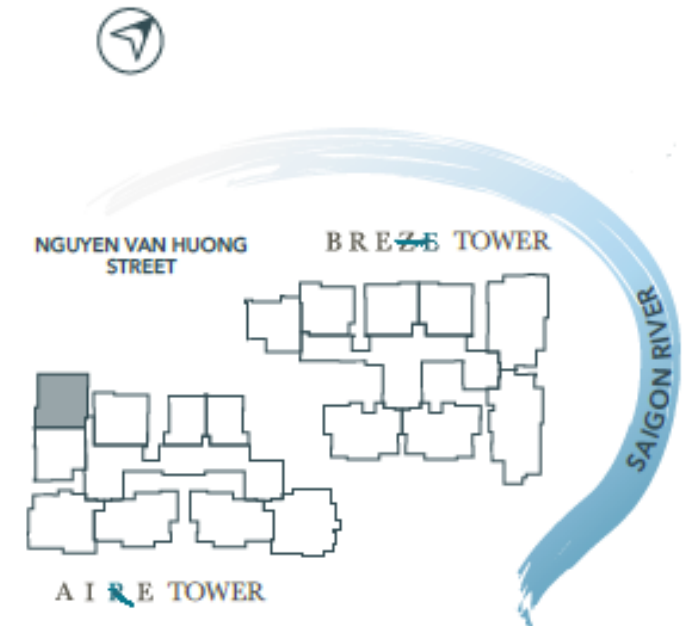 NGUYEN VAN HUONG
STREET
BREZE TOWER
SAIGON RIVER
AIRE TOWER